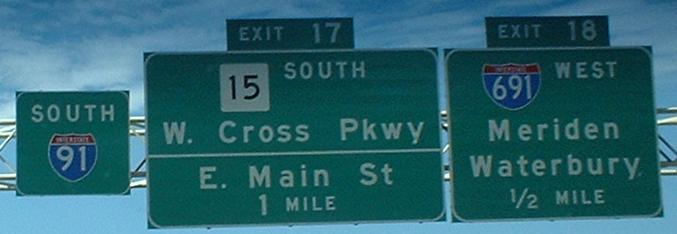 SOUTH
INTERSTATE
91
EXIT 17
15 SOUTH
W. Cross Pkwy
E. Main St
1 MILE
EXIT 18
INTERSTATE
691 WEST
Meriden
Waterbury
1/2 MILE